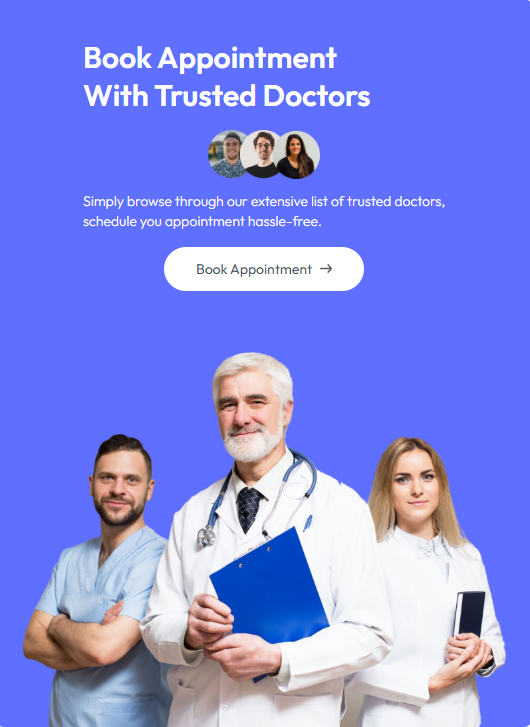 Book Appointment
With Trusted Doctors
Simply browse through our extensive list of trusted doctors,
schedule you appointment hassle-free.
Book Appointment →